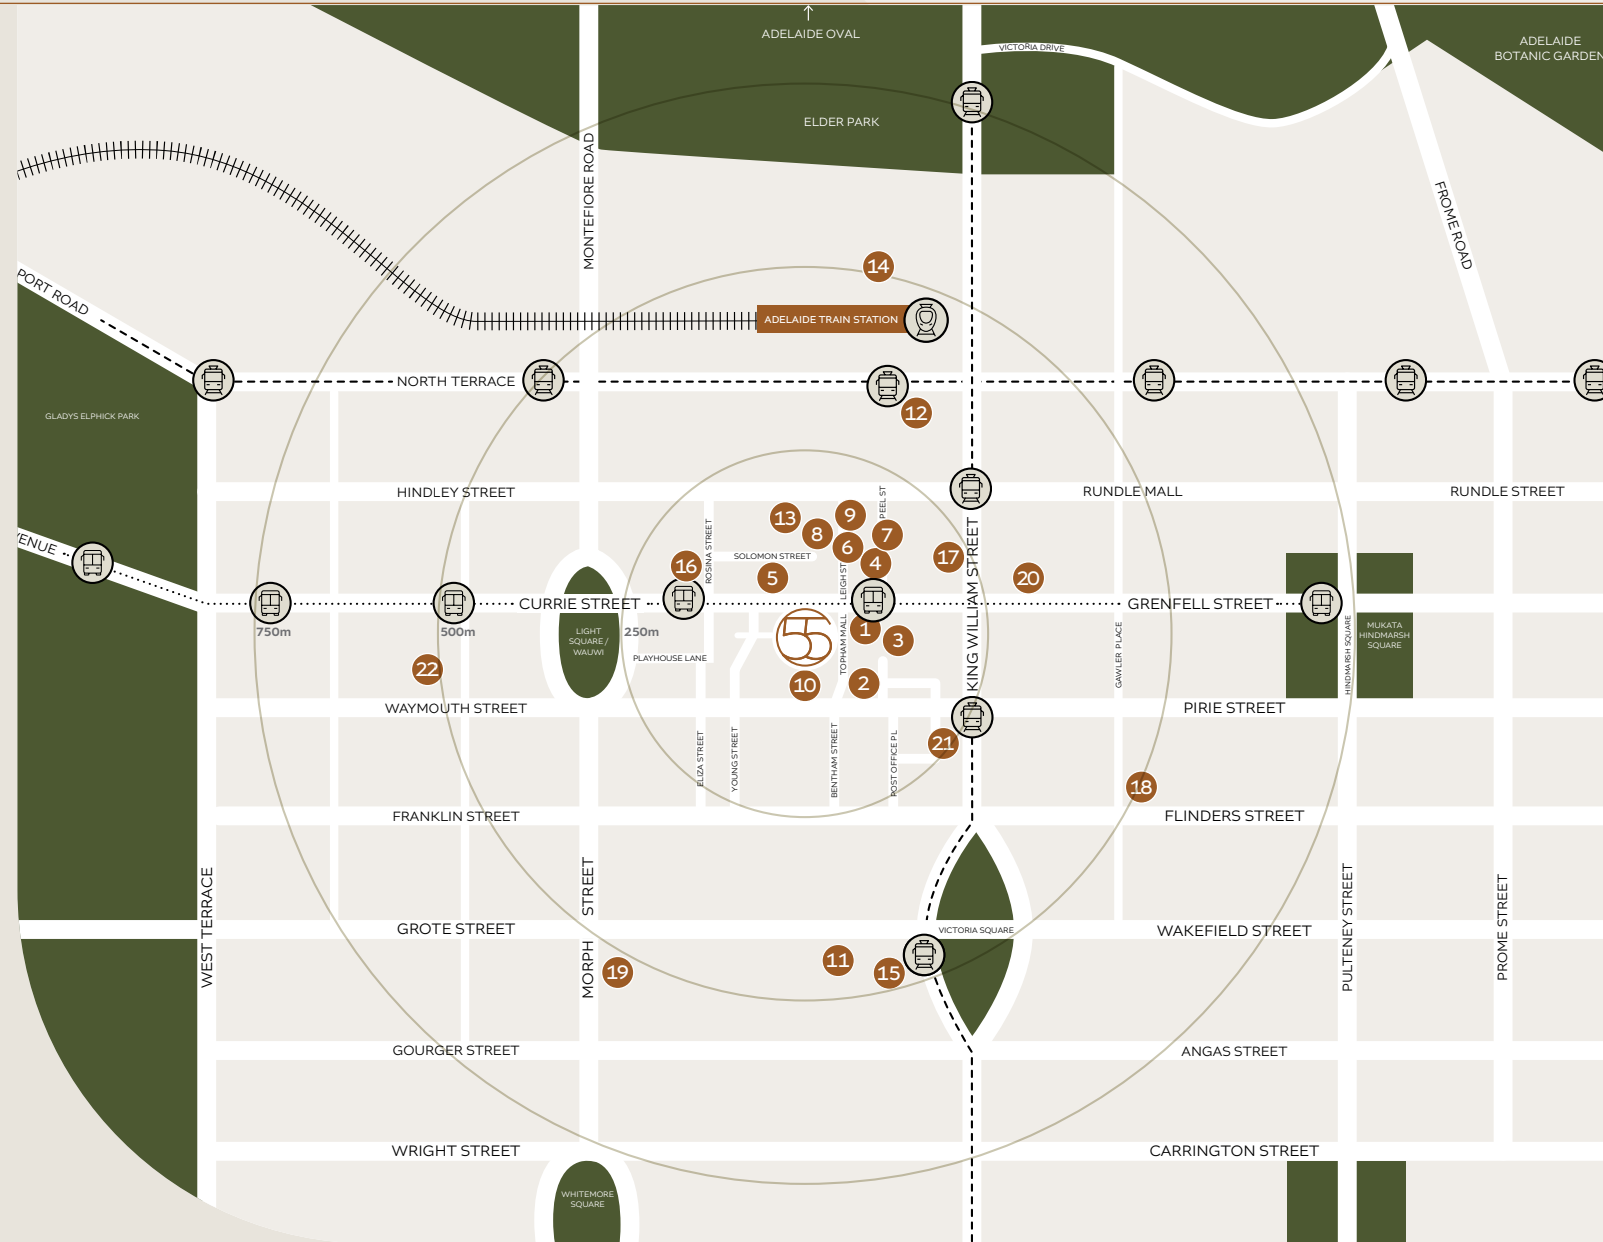 ADELAIDE OVAL
ADELAIDE
BOTANIC GARDEN
VICTORIA DRIVE
ELDER PARK
MONTEFIORE ROAD
FROME ROAD
14
PORT ROAD
ADELAIDE TRAIN STATION
NORTH TERRACE
12
GLADYS ELPHICK PARK
HINDLEY STREET
RUNDLE MALL
RUNDLE STREET
PEEL ST
13
9
8
7
6
4
17
16
ROSINA STREET
SOLOMON STREET
5
LEIGH ST
20
KING WILLIAM STREET
VENUE
CURRIE STREET
GRENFELL STREET
750m
500m
250m
LIGHT
SQUARE /
WAUWI
55
1
3
TOPHAM MALL
GAWLER PLACE
HINDMARSH SQUARE
MUKATA
HINDMARSH
SQUARE
PLAYHOUSE LANE
22
10
2
WAYMOUTH STREET
PIRIE STREET
21
ELIZA STREET
YOUNG STREET
BENTHAM STREET
POST OFFICE PL
18
FRANKLIN STREET
FLINDERS STREET
WEST TERRACE
MORPH STREET
PULTENEY STREET
PROME STREET
GROTE STREET
VICTORIA SQUARE
WAKEFIELD STREET
19
11
15
GOURGER STREET
ANGAS STREET
WRIGHT STREET
CARRINGTON STREET
WHITEMORE
SQUARE